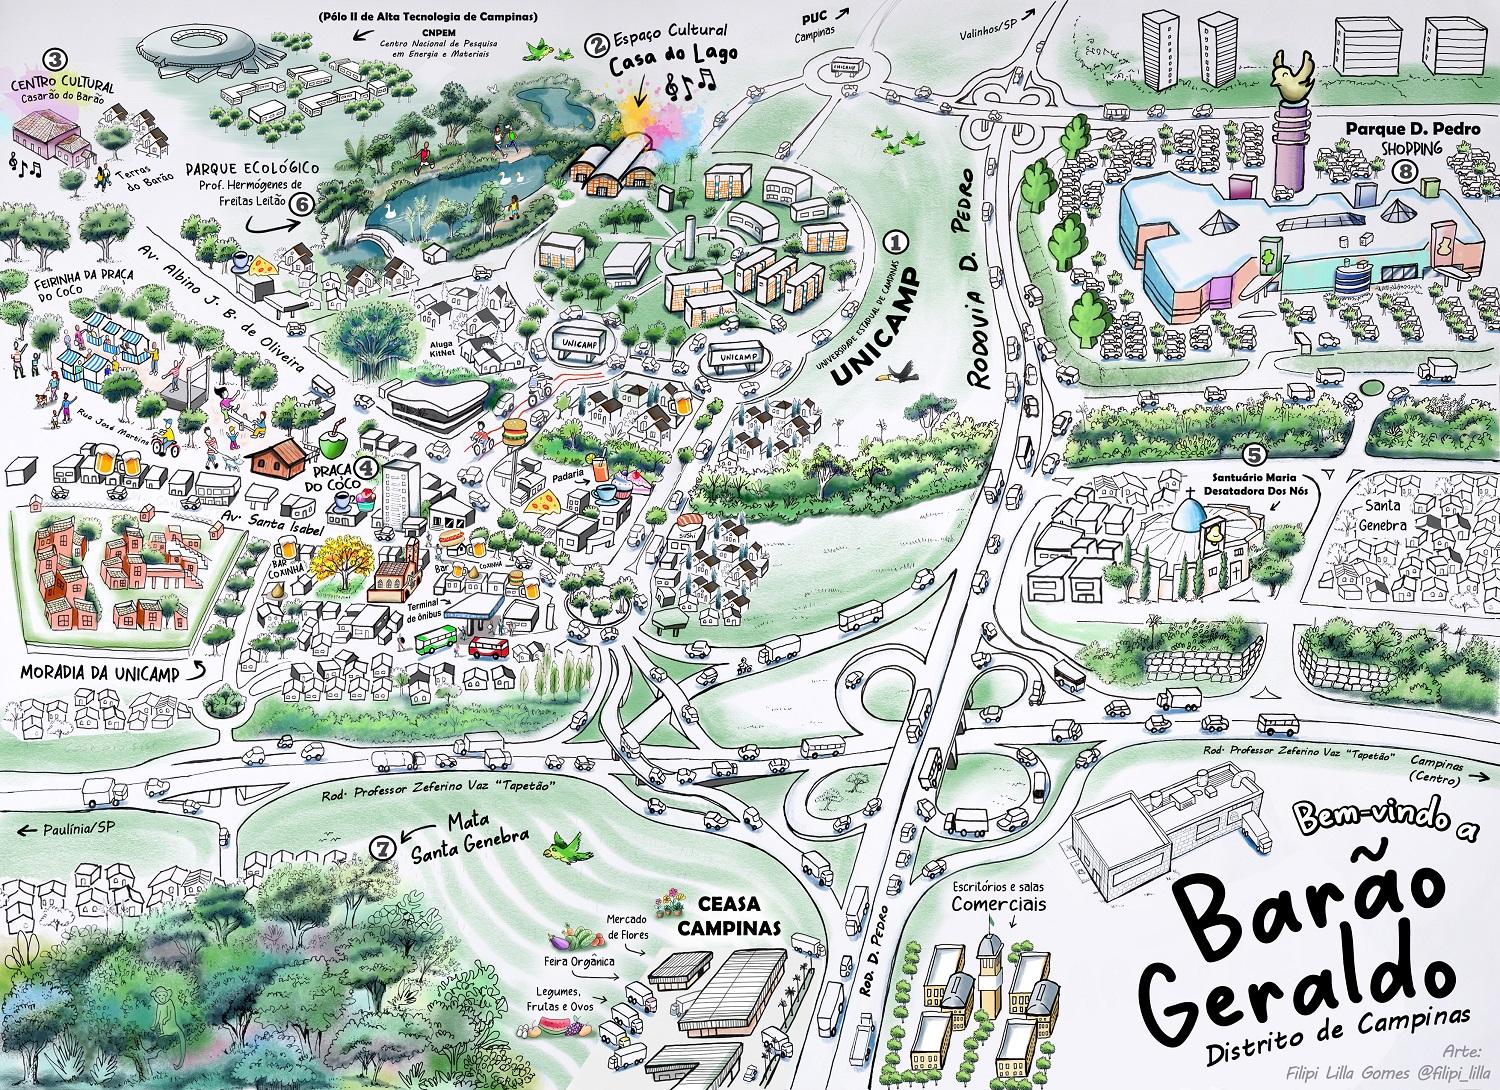 (Pólo II de Alta Tecnologia de Campinas)
CNPEM
Centro Nacional de Pesquisa
em Energia e Materiais
3
CENTRO CULTURAL
Casarão do Barão
Terras
do Barão
2 Espaço Cultural
Casa do Lago
PUC
Campinas
Valinhos/SP
UNICAMP
PARQUE ECOLÓGICO
Prof. Hermógenes de
Freitas Leitão 6
Parque D. Pedro
SHOPPING
8
1
UNIVERSIDADE ESTADUAL DE CAMPINAS
UNICAMP
RODOVIA D. PEDRO
Av. Albino J. B. de Oliveira
FEIRINHA DA PRAÇA
DO COCO
Aluga
KitNet
UNICAMP
UNICAMP
Rua José Martins
PRAÇA 4
DO COCO
Padaria
5
Santuário Maria
Desatadora Dos Nós
Santa
Genebra
Av. Santa Isabel
SUSHI
BAR
COXINHA
Bar
COXINHA
Terminal
de ônibus
MORADIA DA UNICAMP
Rod. Professor Zeferino Vaz "Tapetão"
Campinas
(Centro)
Rod. Professor Zeferino Vaz "Tapetão"
Paulínia/SP
7
Mata
Santa Genebra
Bem-vindo a
Barão
Geraldo
Distrito de Campinas
CEASA
CAMPINAS
Mercado
de Flores
Feira Orgânica
Legumes,
Frutas e Ovos
ROD. D. PEDRO
Escritórios e salas
Comerciais
Arte:
Filipi Lilla Gomes @filipi_lilla